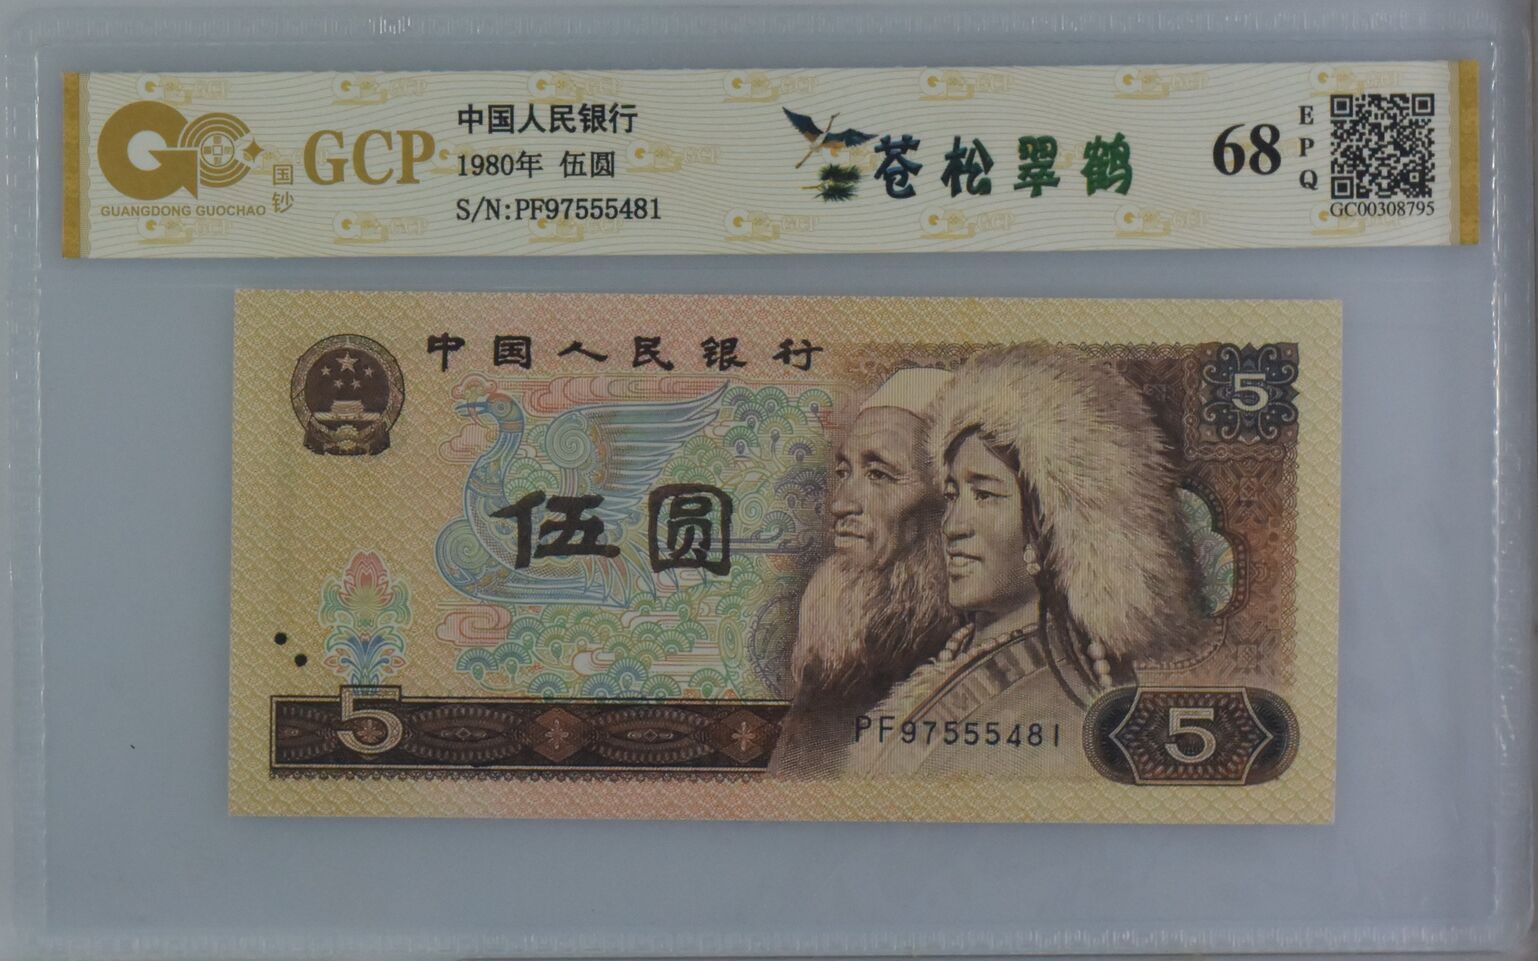 GCP
国钞
GUANGDONG GUOCHAO
中国人民银行
1980年 伍圆
S/N:PF97555481
苍松翠鹤
68
EPQ
GC00308795
中国人民银行
5
伍圆
5
PF97555481
5